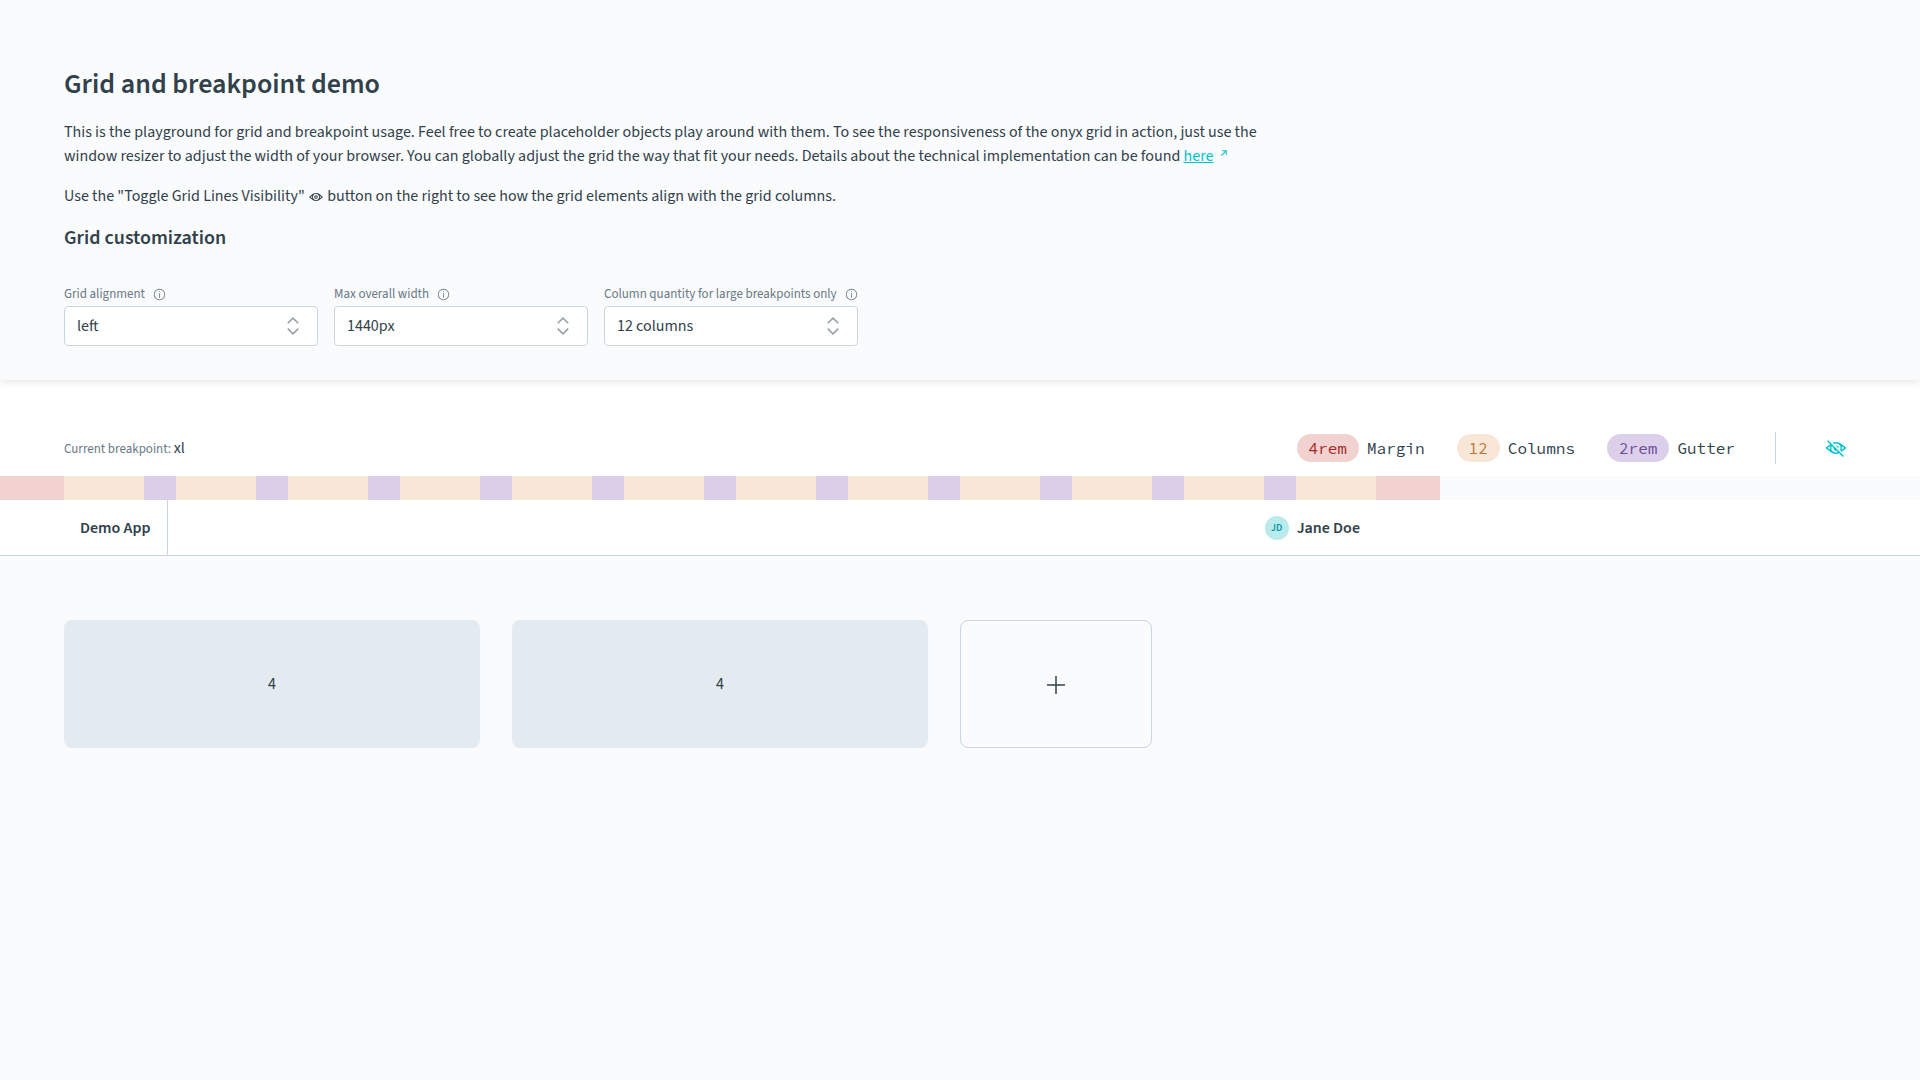 Grid and breakpoint demo
This is the playground for grid and breakpoint usage. Feel free to create placeholder objects play around with them. To see the responsiveness of the onyx grid in action, just use the
window resizer to adjust the width of your browser. You can globally adjust the grid the way that fit your needs. Details about the technical implementation can be found here
Use the "Toggle Grid Lines Visibility" button on the right to see how the grid elements align with the grid columns.
Grid customization
Grid alignment Max overall width Column quantity for large breakpoints only
left 1440px 12 columns
Current breakpoint: xl 4rem Margin 12 Columns 2rem Gutter
Demo App JD Jane Doe
4 4